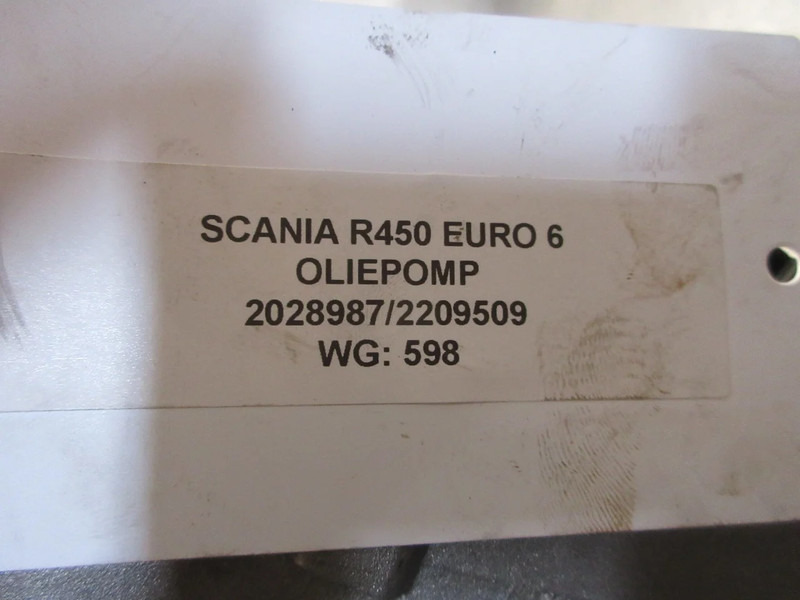 SCANIA R450 EURO 6
OLIEPOMP
2028987/2209509
WG: 598